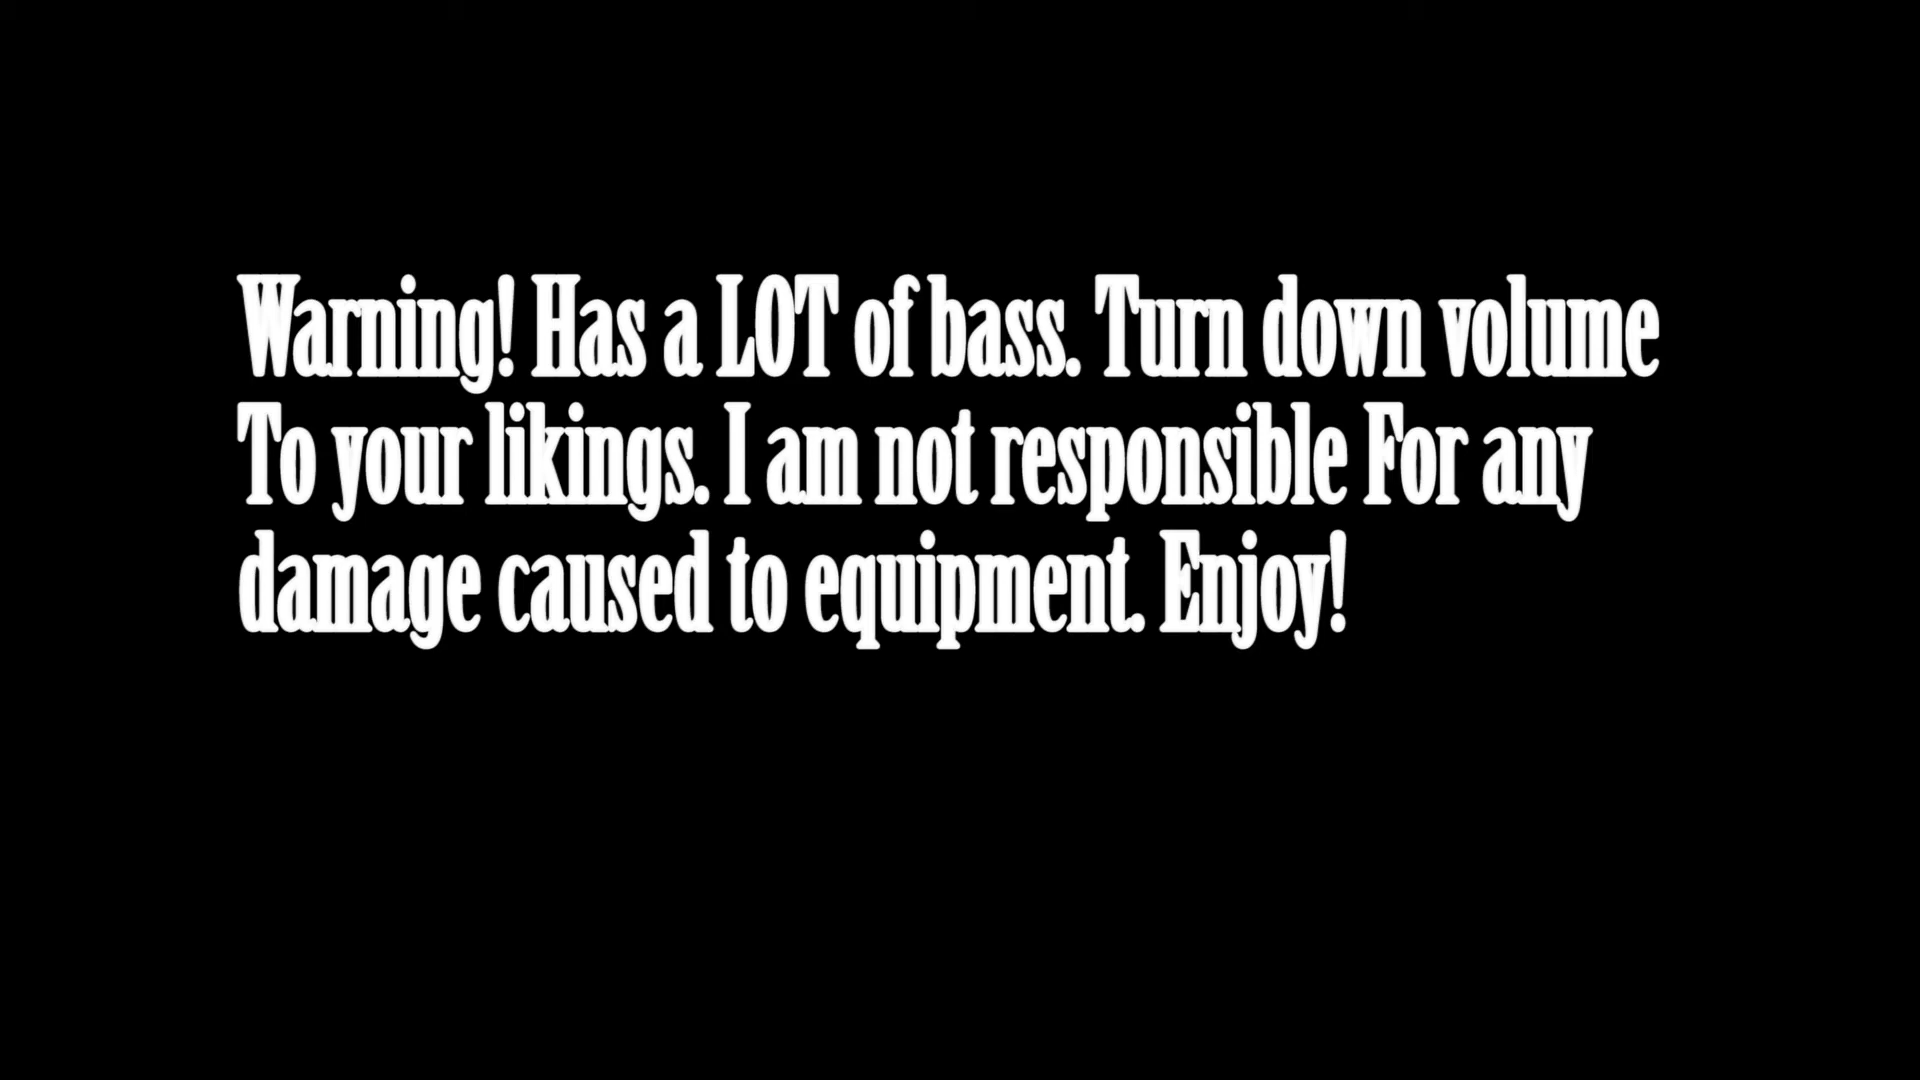 Warning! Has a LOT of bass. Turn down volume
To your likings. I am not responsible For any
damage caused to equipment. Enjoy!